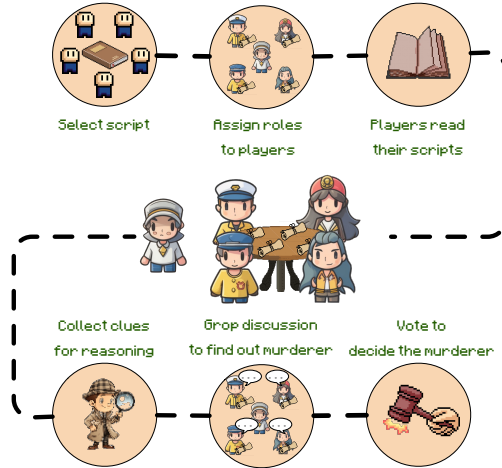 Select script
Assign roles
to players
Players read
their scripts
Collect clues
for reasoning
Grop discussion
to find out murderer
Vote to
decide the murderer